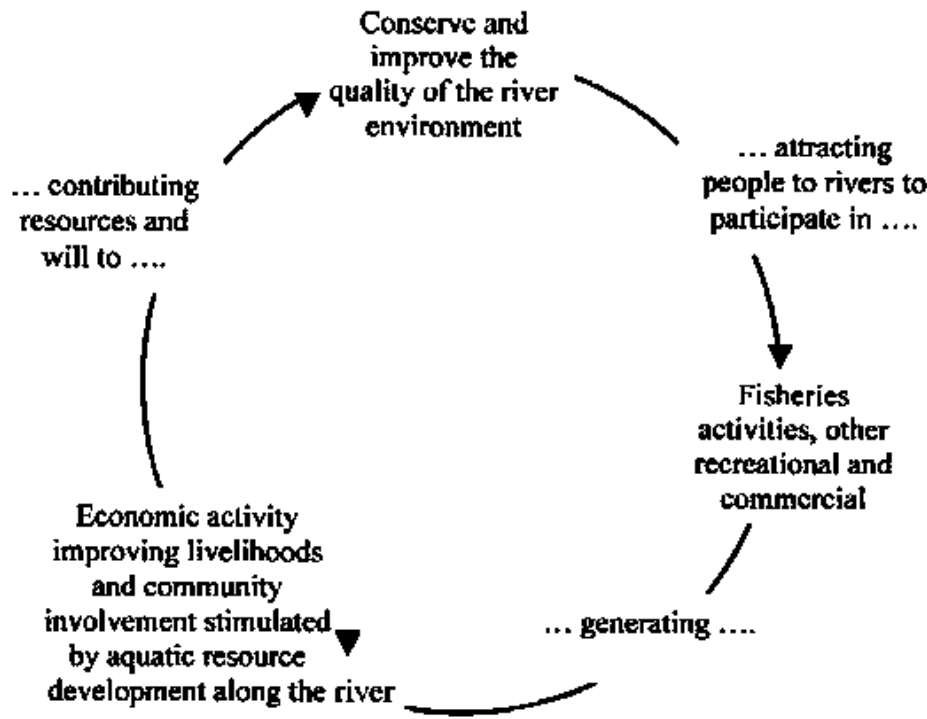 Conserve and
improve the
quality of the river
environment
... attracting
people to rivers to
participate in ....
Fisheries
activities, other
recreational and
commercial
... generating ....
Economic activity
improving livelihoods
and community
involvement stimulated
by aquatic resource
development along the river
... contributing
resources and
will to ....